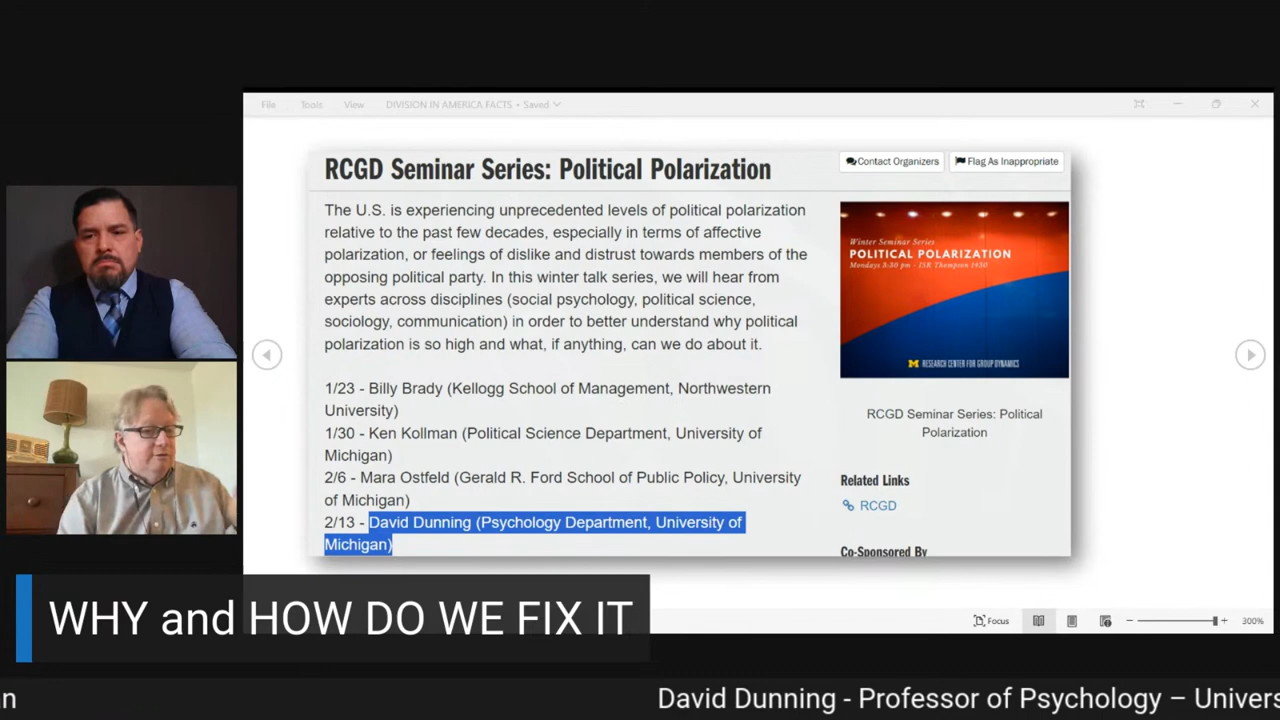 File Tools View DIVISION IN AMERICA FACTS • Saved
RCGD Seminar Series: Political Polarization
Contact Organizers
Flag As Inappropriate
The U.S. is experiencing unprecedented levels of political polarization
relative to the past few decades, especially in terms of affective
polarization, or feelings of dislike and distrust towards members of the
opposing political party. In this winter talk series, we will hear from
experts across disciplines (social psychology, political science,
sociology, communication) in order to better understand why political
polarization is so high and what, if anything, can we do about it.
1/23 - Billy Brady (Kellogg School of Management, Northwestern
University)
1/30 - Ken Kollman (Political Science Department, University of
Michigan)
2/6 - Mara Ostfeld (Gerald R. Ford School of Public Policy, University
of Michigan)
2/13 - David Dunning (Psychology Department, University of
Michigan)
Winter Seminar Series
POLITICAL POLARIZATION
Mondays 3:30 pm - ISR Thompson 1430
M RESEARCH CENTER FOR GROUP DYNAMICS
RCGD Seminar Series: Political
Polarization
Related Links
RCGD
Co-Sponsored By
Focus
300%
WHY and HOW DO WE FIX IT
an
David Dunning - Professor of Psychology – Univers